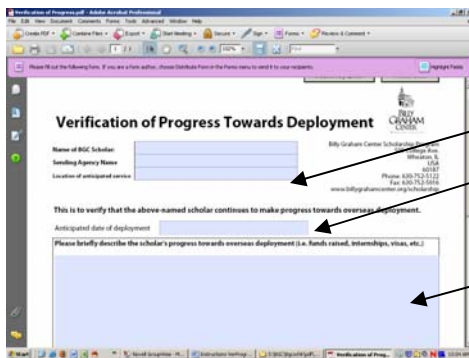 Verification of Progress.pdf - Adobe Acrobat Professional
File Edit View Document Comments Forms Tools Advanced Window Help
Create PDF Combine Files Export Start Meeting Secure Sign Forms Review & Comment
1 / 1 100% Find
Please fill out the following form. If you are a form author, choose Distribute Form in the Forms menu to send it to your recipients. Highlight Fields
BILLY
GRAHAM
CENTER
Verification of Progress Towards Deployment
Billy Graham Center Scholarship Program
Name of BGC Scholar:
College Ave.
Wheaton, IL
Sending Agency Name
USA
60187
Location of anticipated service
Phone: 630-752-5122
Fax: 630-752-5916
www.billygrahamcenter.org/scholarship
This is to verify that the above-named scholar continues to make progress towards overseas deployment.
Anticipated date of deployment
Please briefly describe the scholar's progress towards overseas deployment (i.e. funds raised, internships, visas, etc.)
Start Novell GroupWise Verification of Prog...